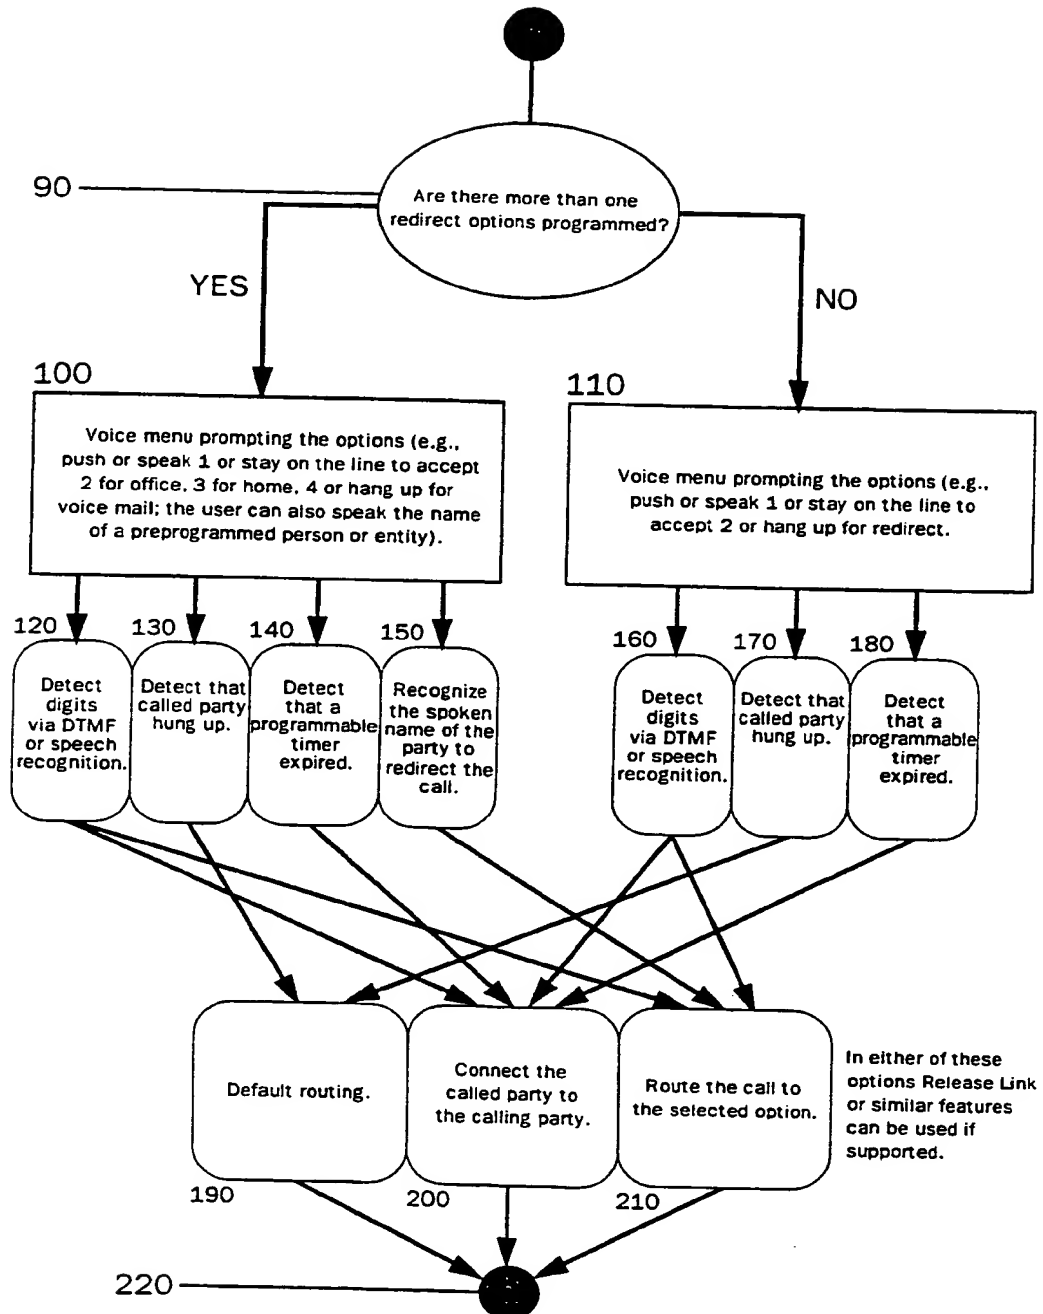 90
Are there more than one
redirect options programmed?
YES
NO
100
Voice menu prompting the options (e.g.,
push or speak 1 or stay on the line to accept
2 for office, 3 for home, 4 or hang up for
voice mail; the user can also speak the name
of a preprogrammed person or entity).
110
Voice menu prompting the options (e.g.,
push or speak 1 or stay on the line to
accept 2 or hang up for redirect.
120
Detect
digits
via DTMF
or speech
recognition.
130
Detect that
called party
hung up.
140
Detect
that a
programmable
timer
expired.
150
Recognize
the spoken
name of the
party to
redirect the
call.
160
Detect
digits
via DTMF
or speech
recognition.
170
Detect that
called party
hung up.
180
Detect
that a
programmable
timer
expired.
Default routing.
190
Connect the
called party to
the calling party.
200
Route the call to
the selected option.
210
In either of these
options Release Link
or similar features
can be used if
supported.
220